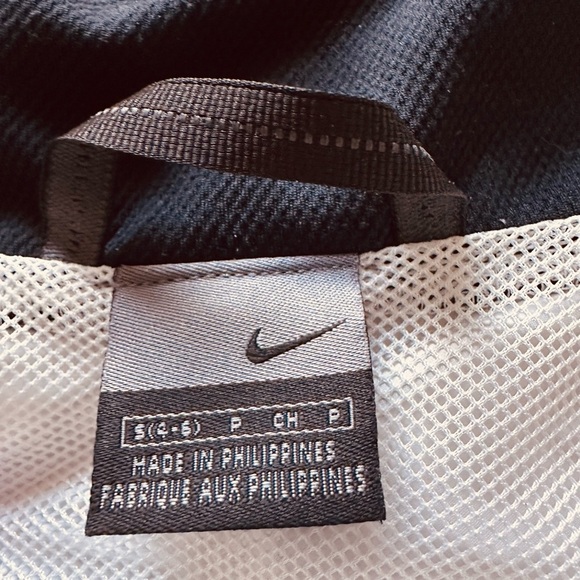 S(4-6) P CH P
MADE IN PHILIPPINES
FABRIQUE AUX PHILIPPINES